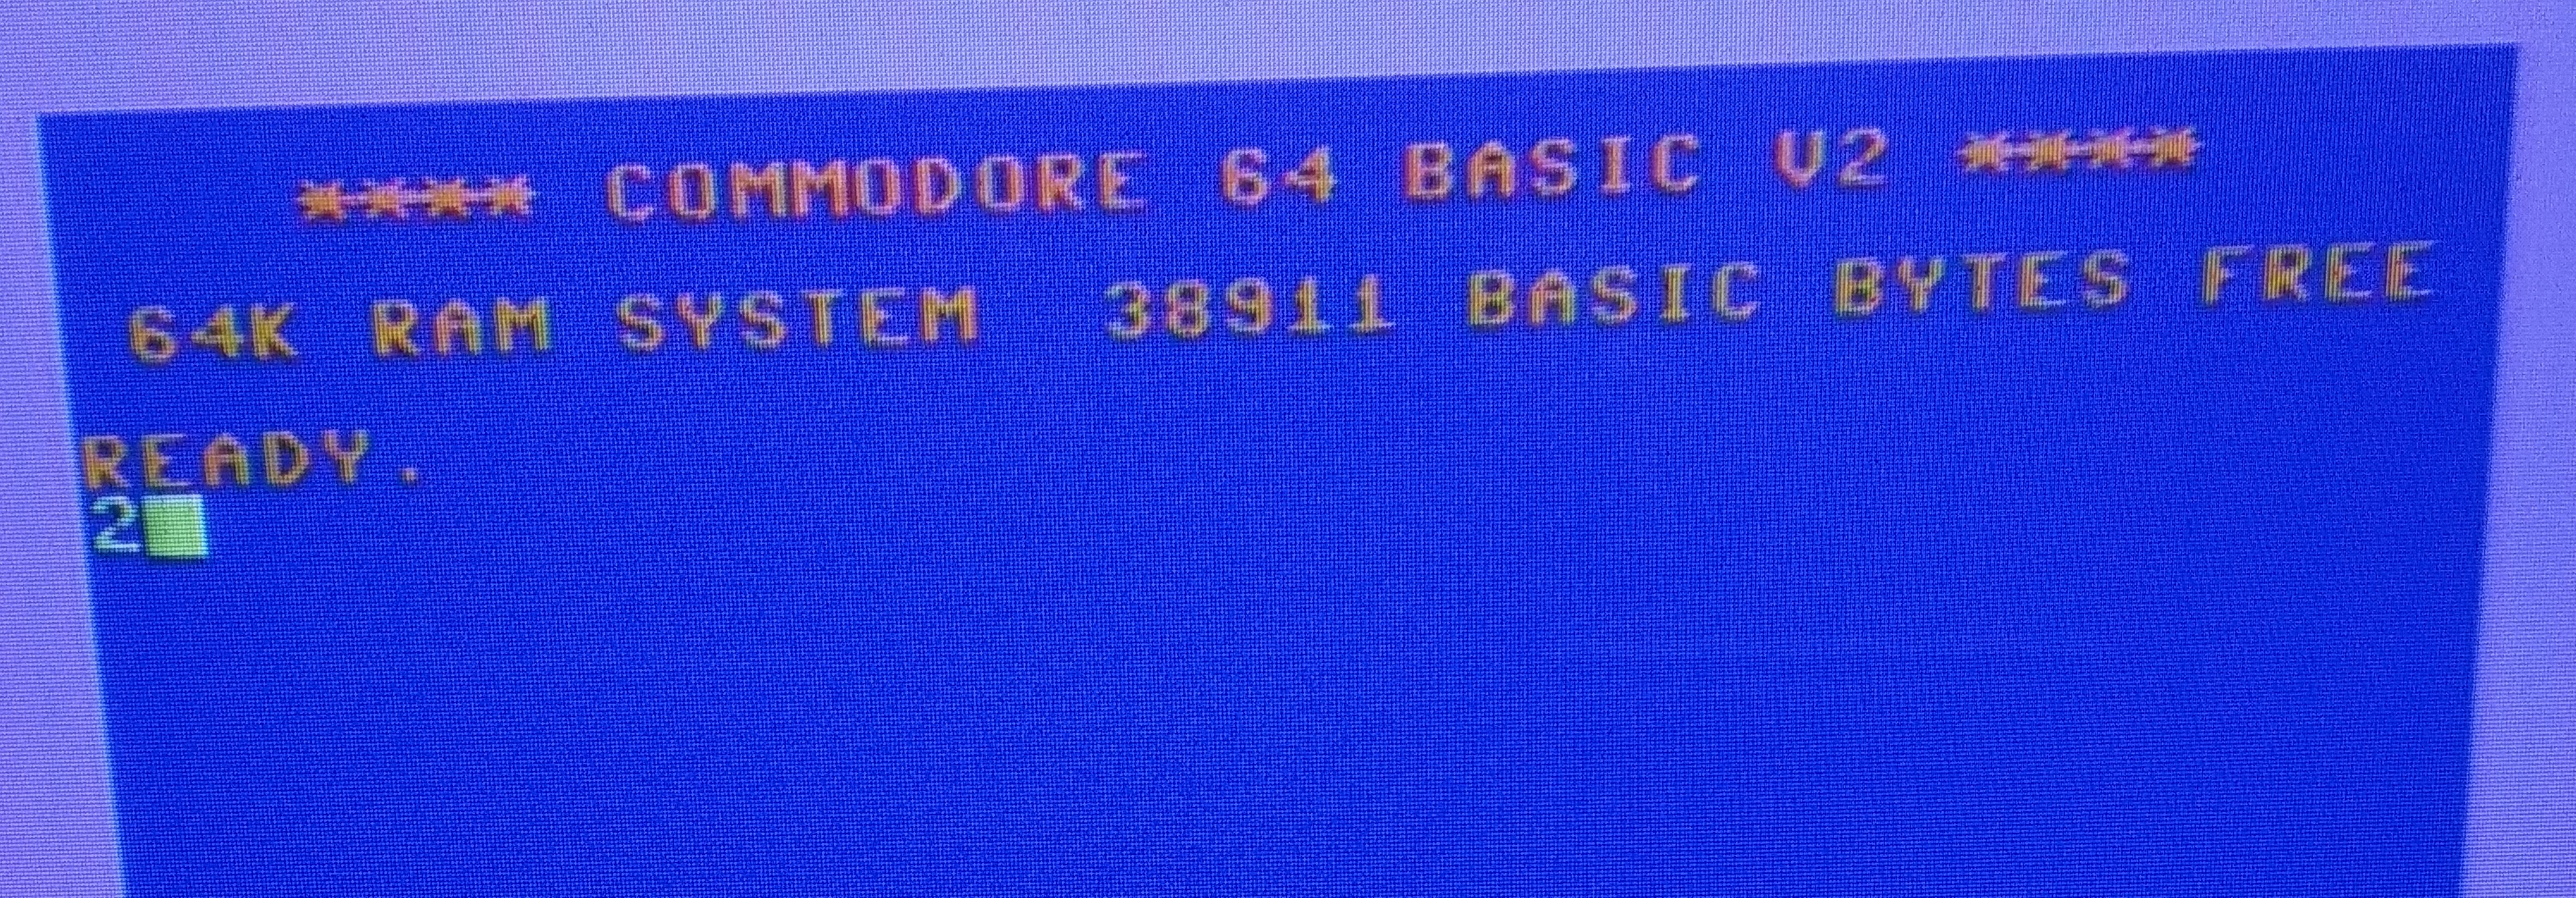 **** COMMODORE 64 BASIC V2 ****
64K RAM SYSTEM  38911 BASIC BYTES FREE
READY.
2